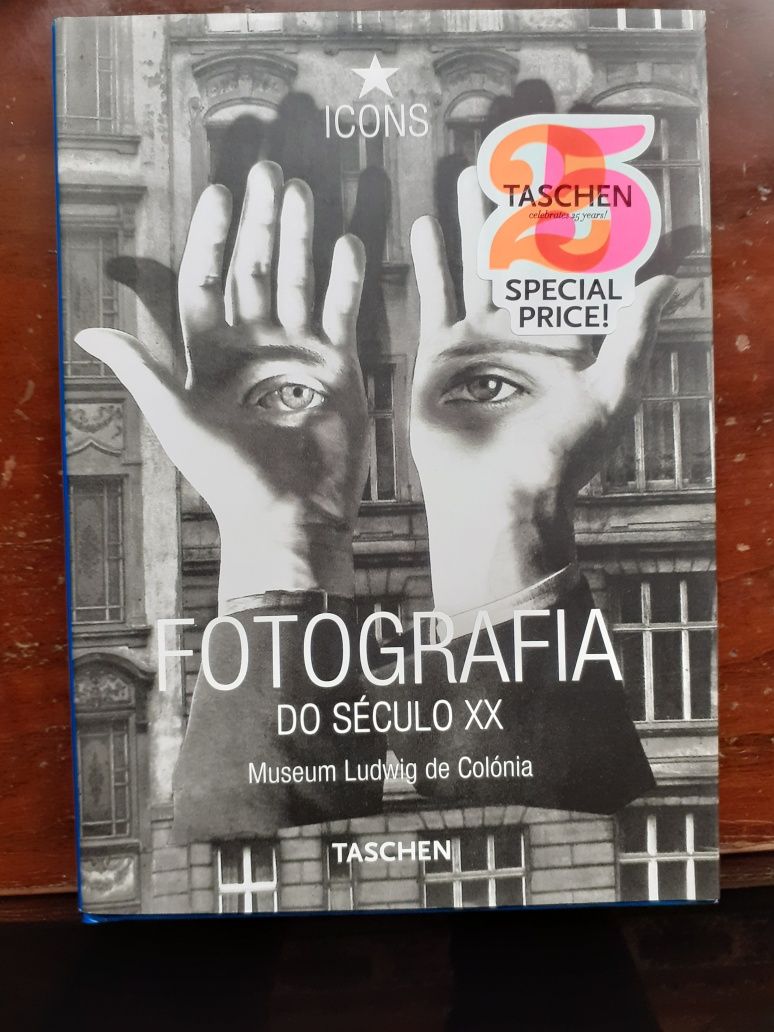 ICONS
25
TASCHEN
celebrates 25 years!
SPECIAL
PRICE!
FOTOGRAFIA
DO SÉCULO XX
Museum Ludwig de Colónia
TASCHEN